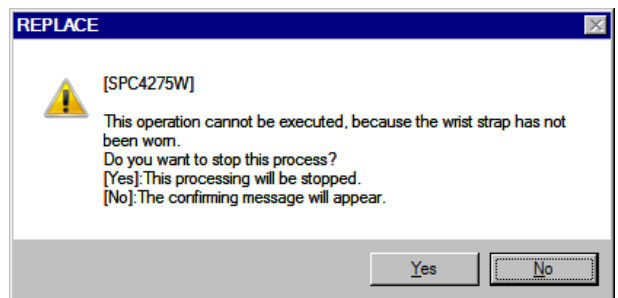 REPLACE
[SPC4275W]
This operation cannot be executed, because the wrist strap has not
been worn.
Do you want to stop this process?
[Yes]:This processing will be stopped.
[No]:The confirming message will appear.
Yes No